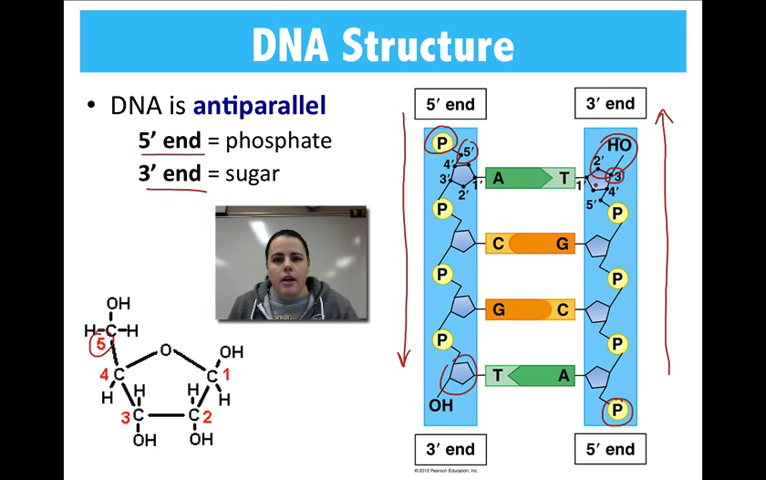 DNA Structure
• DNA is antiparallel
5' end = phosphate
3' end = sugar
OH
H C H
5
O
OH
4 C
C 1
H
H
H
H
3 C
C 2
OH
OH
5' end
3' end
P
HO
5'
2'
4'
3'
3'
1'
A
T
1'
4'
2'
5'
P
P
C
G
P
P
G
C
P
P
T
A
OH
P
3' end
5' end
©2012 Pearson Education, Inc.